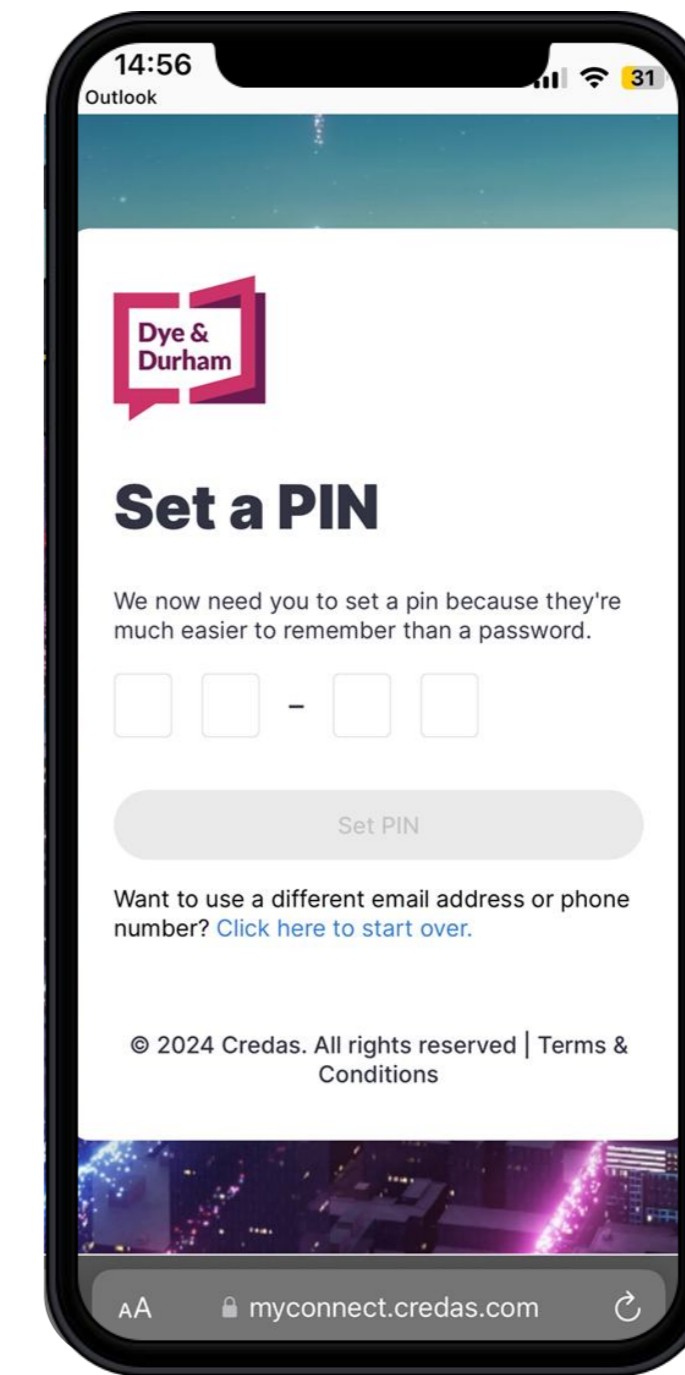 14:56
31
Outlook
Dye &
Durham
Set a PIN
We now need you to set a pin because they're
much easier to remember than a password.
–
Set PIN
Want to use a different email address or phone
number? Click here to start over.
© 2024 Credas. All rights reserved | Terms &
Conditions
AA myconnect.credas.com